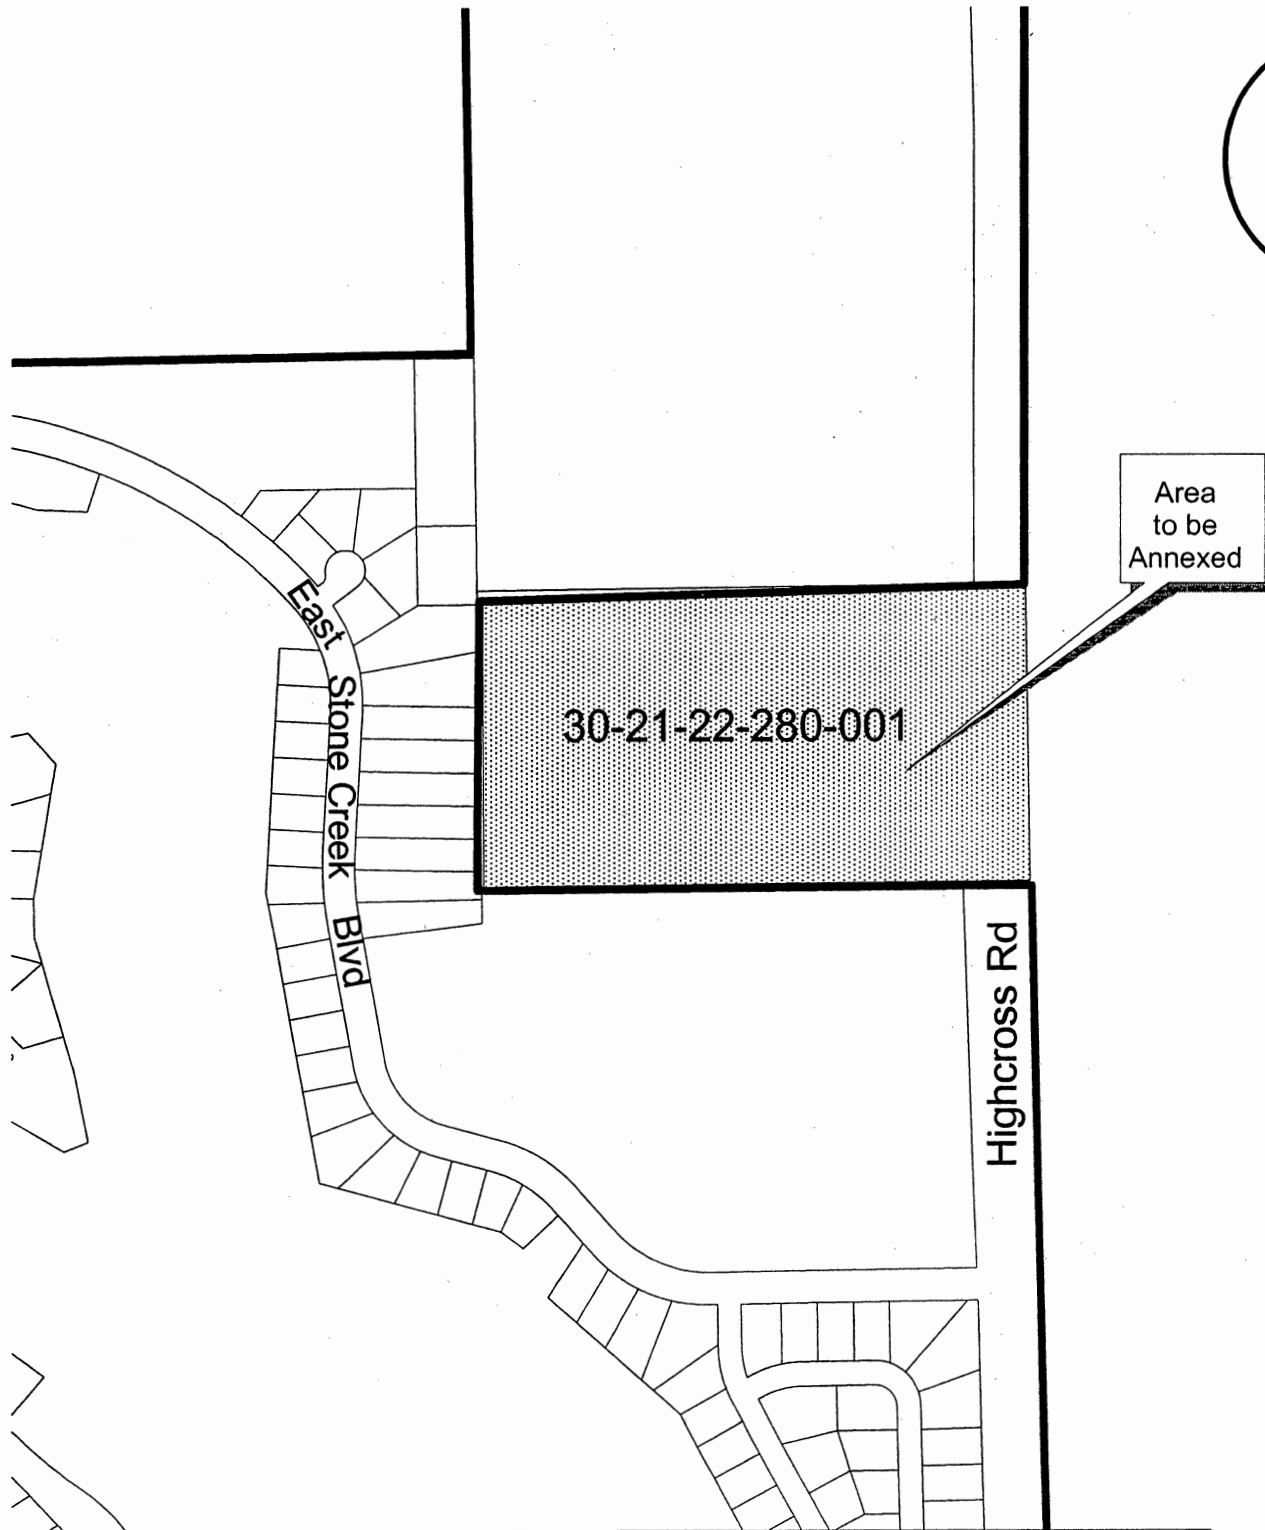 Area
to be
Annexed
30-21-22-280-001
East Stone Creek Blvd
Highcross Rd